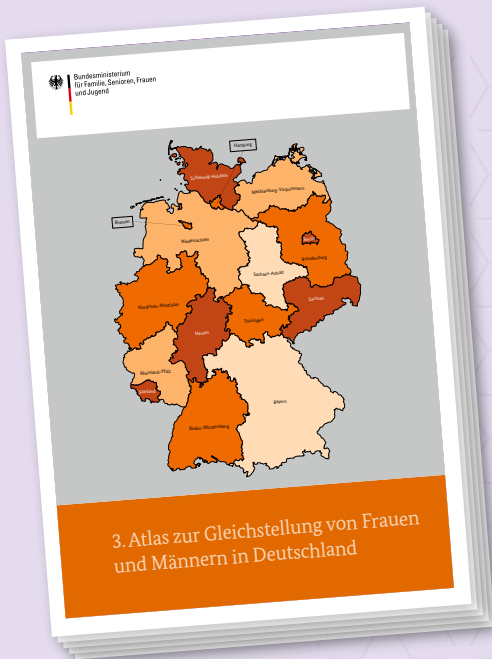 Bundesministerium
für Familie, Senioren, Frauen
und Jugend
Hamburg
Schleswig-Holstein
Mecklenburg-Vorpommern
Bremen
Niedersachsen
Brandenburg
Sachsen-Anhalt
Sachsen
Nordrhein-Westfalen
Thüringen
Hessen
Rheinland-Pfalz
Saarland
Bayern
Baden-Württemberg
3. Atlas zur Gleichstellung von Frauen
und Männern in Deutschland